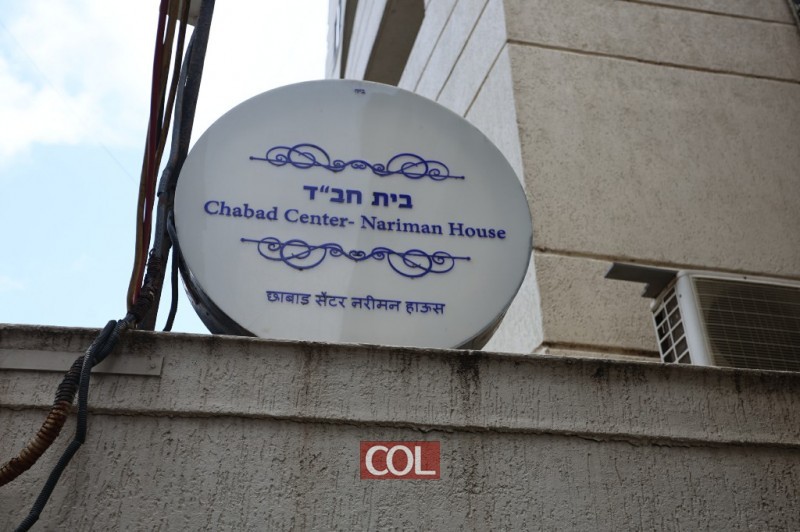 בית חב"ד
Chabad Center- Nariman House
छाबाड सेंटर नरीमन हाऊस
COL